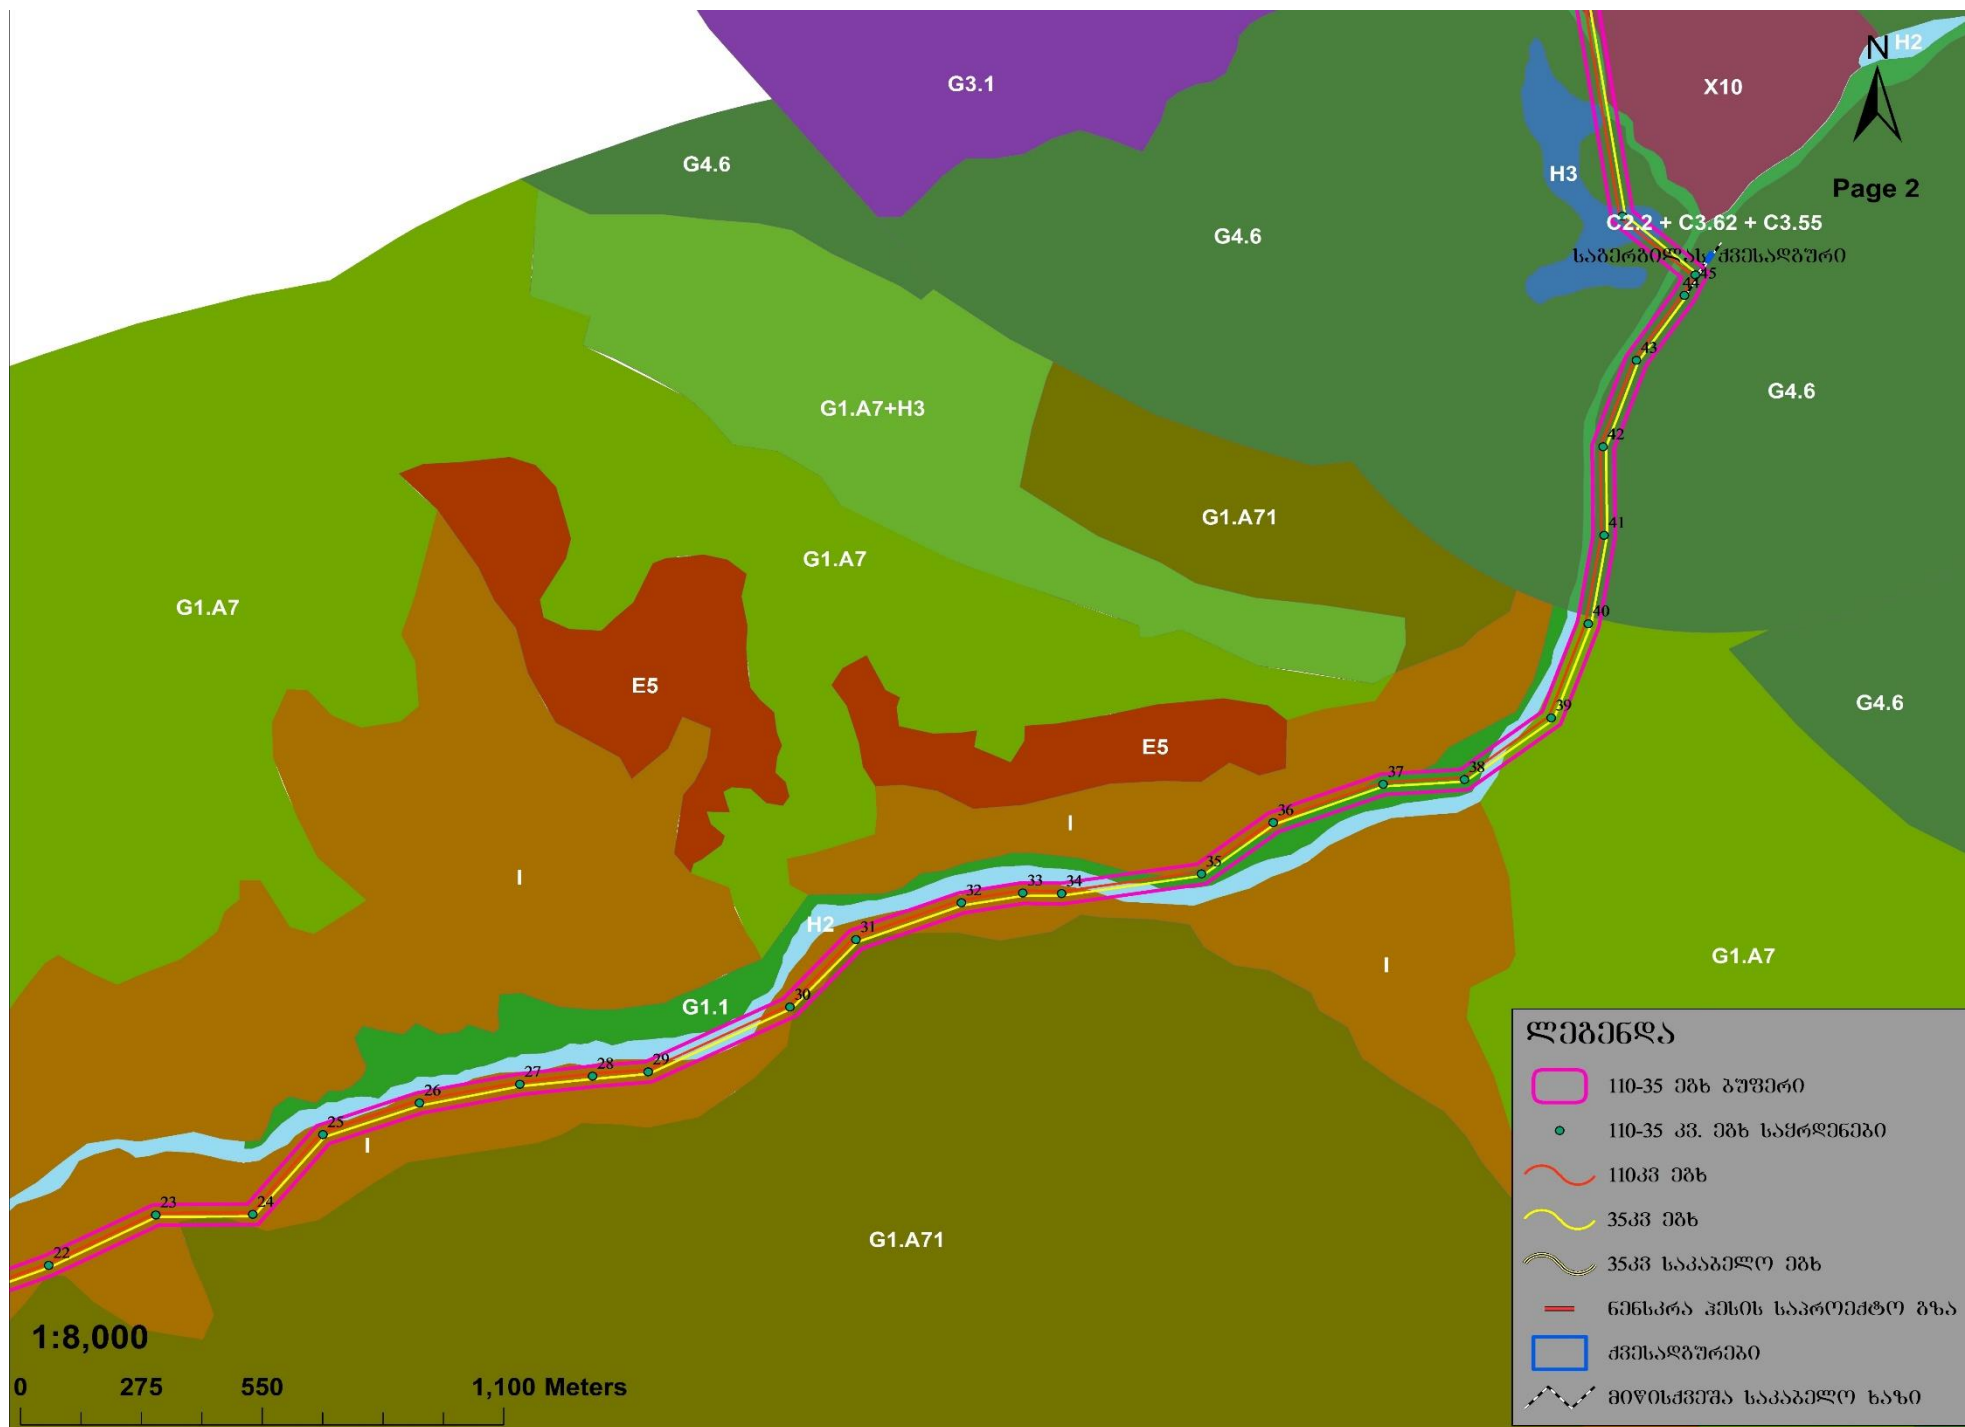 G3.1
H2
N
X10
G4.6
H3
Page 2
C2.2 + C3.62 + C3.55
G4.6
საგერგილას ქვესადგური
45
44
43
G4.6
G1.A7+H3
42
G1.A71
41
G1.A7
G1.A7
40
E5
G4.6
39
E5
37
38
36
I
I
35
33
34
32
H2
31
I
G1.A7
G1.1
30
29
28
27
26
25
I
23
24
22
G1.A71
ლეგენდა
110-35 ეგხ ბუფერი
110-35 კვ. ეგხ საყრდენები
110კვ ეგხ
35კვ ეგხ
35კვ საკაბელო ეგხ
ნენსკრა ჰესის საპროექტო გზა
ქვესადგურები
მიწისქვეშა საკაბელო ხაზი
1:8,000
0 275 550 1,100 Meters